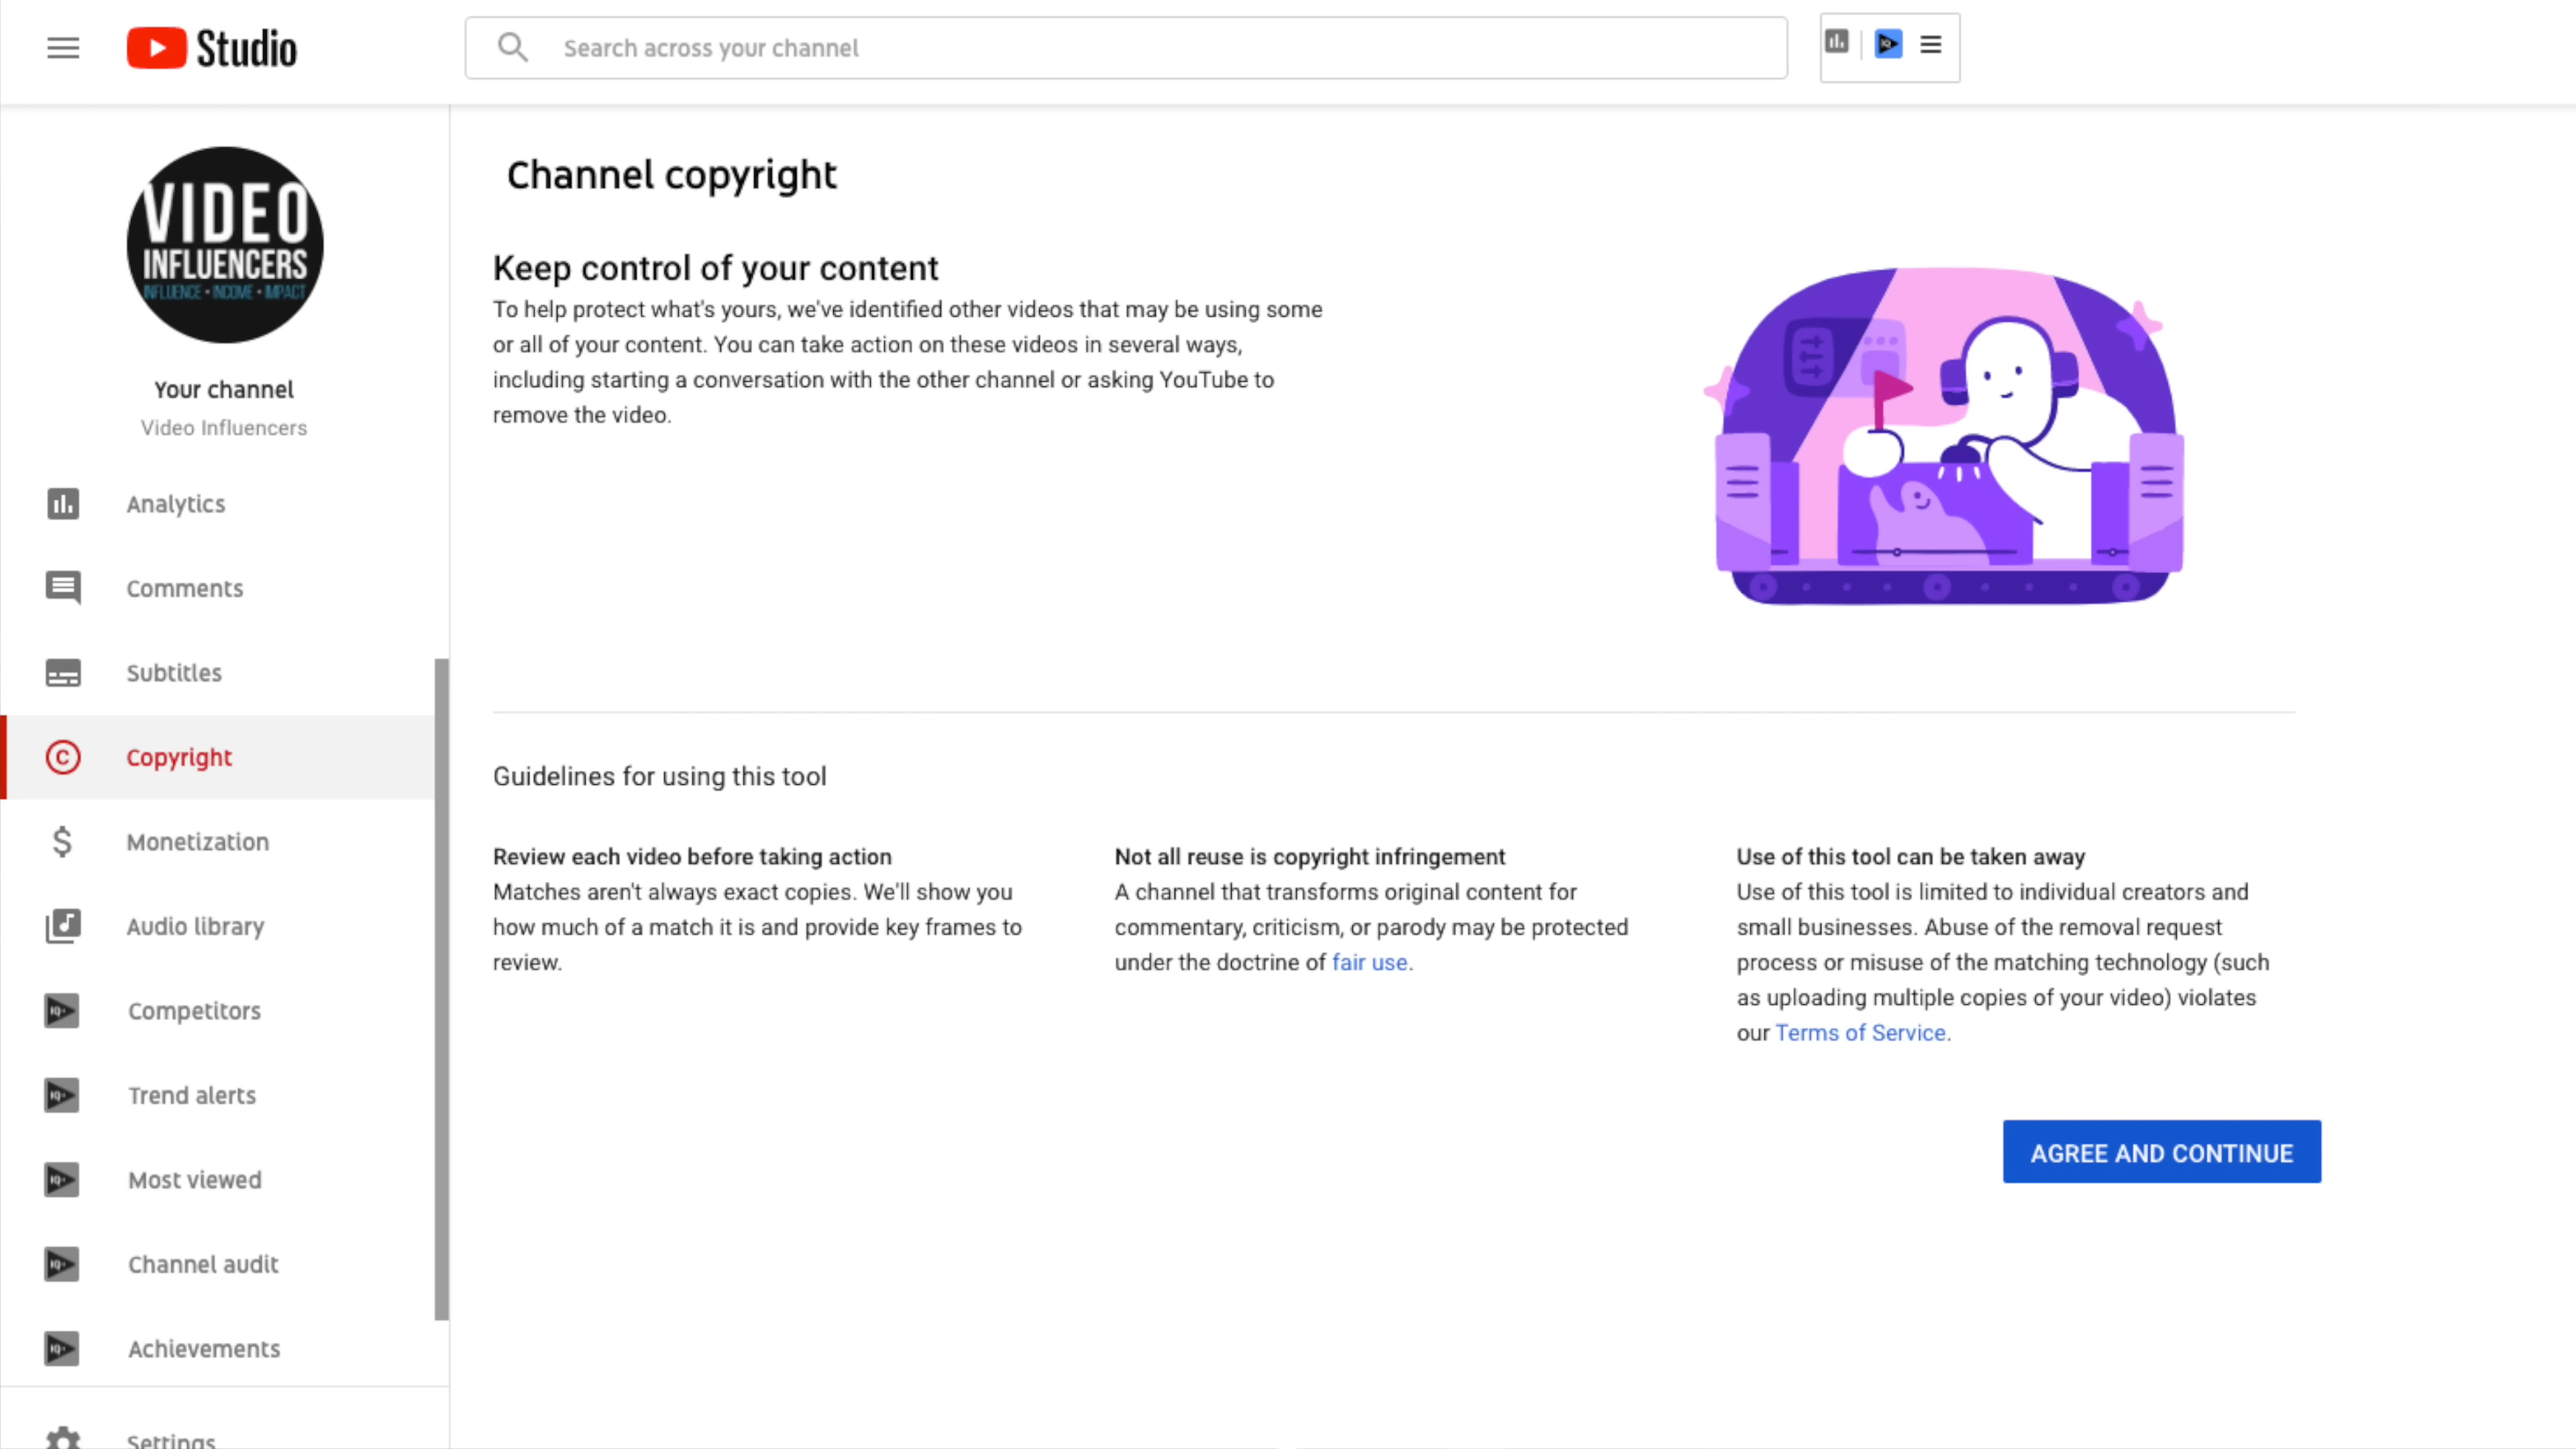 Studio
Search across your channel
VIDEO
INFLUENCERS
INFLUENCE • INCOME • IMPACT
Your channel
Video Influencers
Analytics
Comments
Subtitles
Copyright
Monetization
Audio library
Competitors
Trend alerts
Most viewed
Channel audit
Achievements
Settings
Channel copyright
Keep control of your content
To help protect what's yours, we've identified other videos that may be using some
or all of your content. You can take action on these videos in several ways,
including starting a conversation with the other channel or asking YouTube to
remove the video.
Guidelines for using this tool
Review each video before taking action
Matches aren't always exact copies. We'll show you
how much of a match it is and provide key frames to
review.
Not all reuse is copyright infringement
A channel that transforms original content for
commentary, criticism, or parody may be protected
under the doctrine of fair use.
Use of this tool can be taken away
Use of this tool is limited to individual creators and
small businesses. Abuse of the removal request
process or misuse of the matching technology (such
as uploading multiple copies of your video) violates
our Terms of Service.
AGREE AND CONTINUE